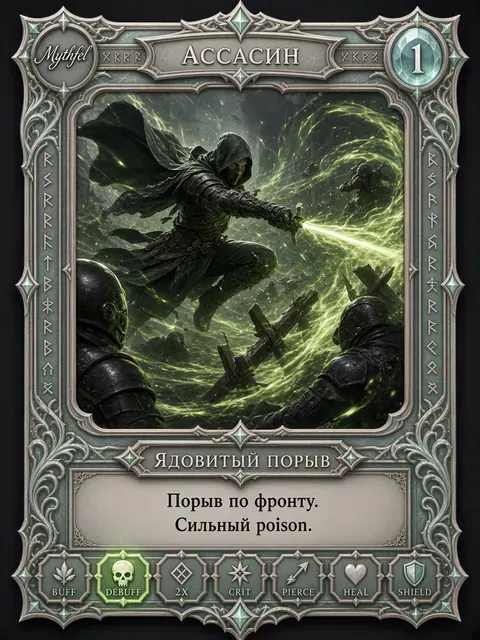 Mythfel
АССАСИН
1
ЯДОВИТЫЙ ПОРЫВ
Порыв по фронту.
Сильный poison.
BUFF
DEBUFF
2X
CRIT
PIERCE
HEAL
SHIELD